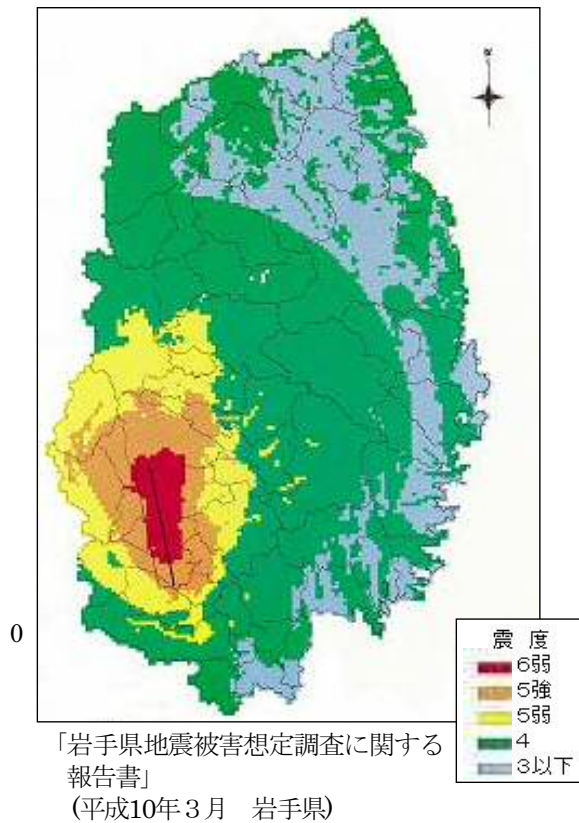 0
震 度
6弱
5強
5弱
4
3以下
「岩手県地震被害想定調査に関する
報告書」
(平成10年３月　岩手県)